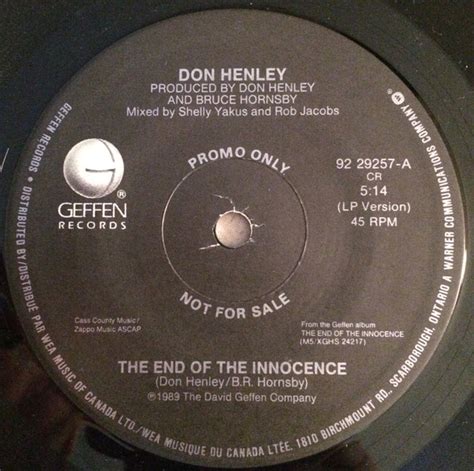 DON HENLEY
PRODUCED BY DON HENLEY
AND BRUCE HORNSBY
Mixed by Shelly Yakus and Rob Jacobs
PROMO ONLY
92 29257-A
CR
5:14
(LP Version)
45 RPM
G
®
GEFFEN
RECORDS
NOT FOR SALE
Cass County Music/
Zappo Music ASCAP
From the Geffen album
THE END OF THE INNOCENCE
(M5/XGHS 24217)
THE END OF THE INNOCENCE
(Don Henley/B.R. Hornsby)
℗1989 The David Geffen Company
GEFFEN RECORDS • DISTRIBUTED BY/DISTRIBUÉ PAR WEA MUSIC OF CANADA LTD./WEA MUSIQUE DU CANADA LTÉE. 1810 BIRCHMOUNT RD., SCARBOROUGH, ONTARIO A WARNER COMMUNICATIONS COMPANY •